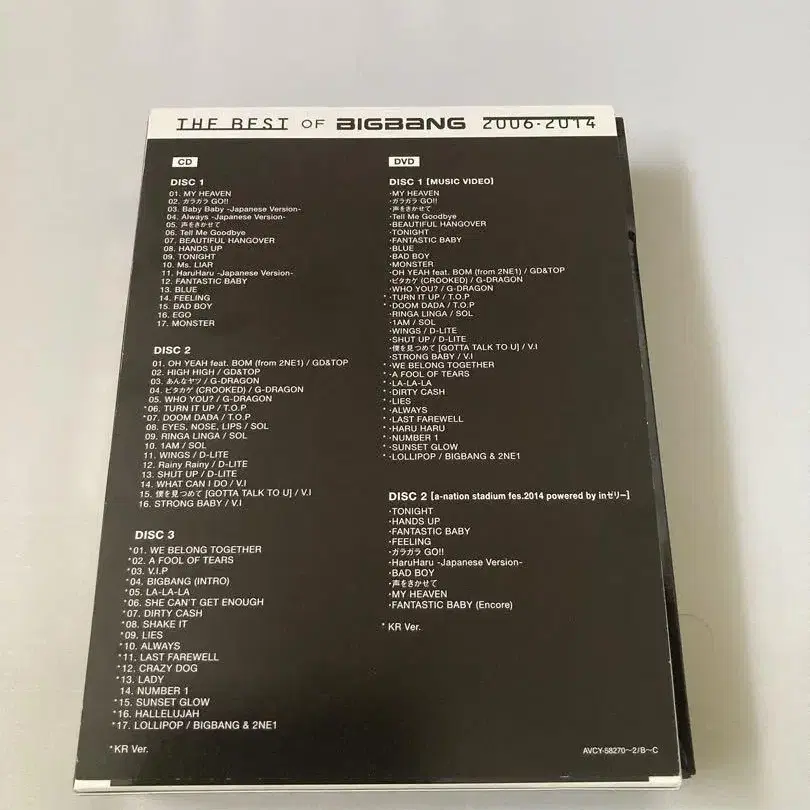 THE BEST OF BIGBANG 2006-2014
CD
DISC 1
01. MY HEAVEN
02. ガラガラ GO!!
03. Baby Baby -Japanese Version-
04. Always -Japanese Version-
05. 声をきかせて
06. Tell Me Goodbye
07. BEAUTIFUL HANGOVER
08. HANDS UP
09. TONIGHT
10. Ms. LIAR
11. HaruHaru -Japanese Version-
12. FANTASTIC BABY
13. BLUE
14. FEELING
15. BAD BOY
16. EGO
17. MONSTER
DISC 2
01. OH YEAH feat. BOM (from 2NE1) / GD&TOP
02. HIGH HIGH / GD&TOP
03. あんなヤツ / G-DRAGON
04. ピタカゲ (CROOKED) / G-DRAGON
05. WHO YOU? / G-DRAGON
*06. TURN IT UP / T.O.P
*07. DOOM DADA / T.O.P
08. EYES, NOSE, LIPS / SOL
09. RINGA LINGA / SOL
10. 1AM / SOL
11. WINGS / D-LITE
12. Rainy Rainy / D-LITE
13. SHUT UP / D-LITE
14. WHAT CAN I DO / V.I
15. 僕を見つめて [GOTTA TALK TO U] / V.I
16. STRONG BABY / V.I
DISC 3
*01. WE BELONG TOGETHER
*02. A FOOL OF TEARS
*03. V.I.P
*04. BIGBANG (INTRO)
*05. LA-LA-LA
*06. SHE CAN'T GET ENOUGH
*07. DIRTY CASH
*08. SHAKE IT
*09. LIES
*10. ALWAYS
*11. LAST FAREWELL
*12. CRAZY DOG
*13. LADY
14. NUMBER 1
*15. SUNSET GLOW
*16. HALLELUJAH
*17. LOLLIPOP / BIGBANG & 2NE1
*KR Ver.
DVD
DISC 1 [MUSIC VIDEO]
·MY HEAVEN
·ガラガラ GO!!
·声をきかせて
·Tell Me Goodbye
·BEAUTIFUL HANGOVER
·TONIGHT
·FANTASTIC BABY
·BLUE
·BAD BOY
·MONSTER
·OH YEAH feat. BOM (from 2NE1) / GD&TOP
·ピタカゲ (CROOKED) / G-DRAGON
·WHO YOU? / G-DRAGON
*·TURN IT UP / T.O.P
*·DOOM DADA / T.O.P
·RINGA LINGA / SOL
·1AM / SOL
·WINGS / D-LITE
·SHUT UP / D-LITE
·僕を見つめて [GOTTA TALK TO U] / V.I
·STRONG BABY / V.I
*·WE BELONG TOGETHER
*·A FOOL OF TEARS
*·LA-LA-LA
*·DIRTY CASH
*·LIES
*·ALWAYS
*·LAST FAREWELL
*·HARU HARU
*·NUMBER 1
*·SUNSET GLOW
*·LOLLIPOP / BIGBANG & 2NE1
DISC 2 [a-nation stadium fes.2014 powered by inゼリー]
·TONIGHT
·HANDS UP
·FANTASTIC BABY
·FEELING
·ガラガラ GO!!
·HaruHaru -Japanese Version-
·BAD BOY
·声をきかせて
·MY HEAVEN
·FANTASTIC BABY (Encore)
* KR Ver.
AVCY-58270~2/B~C